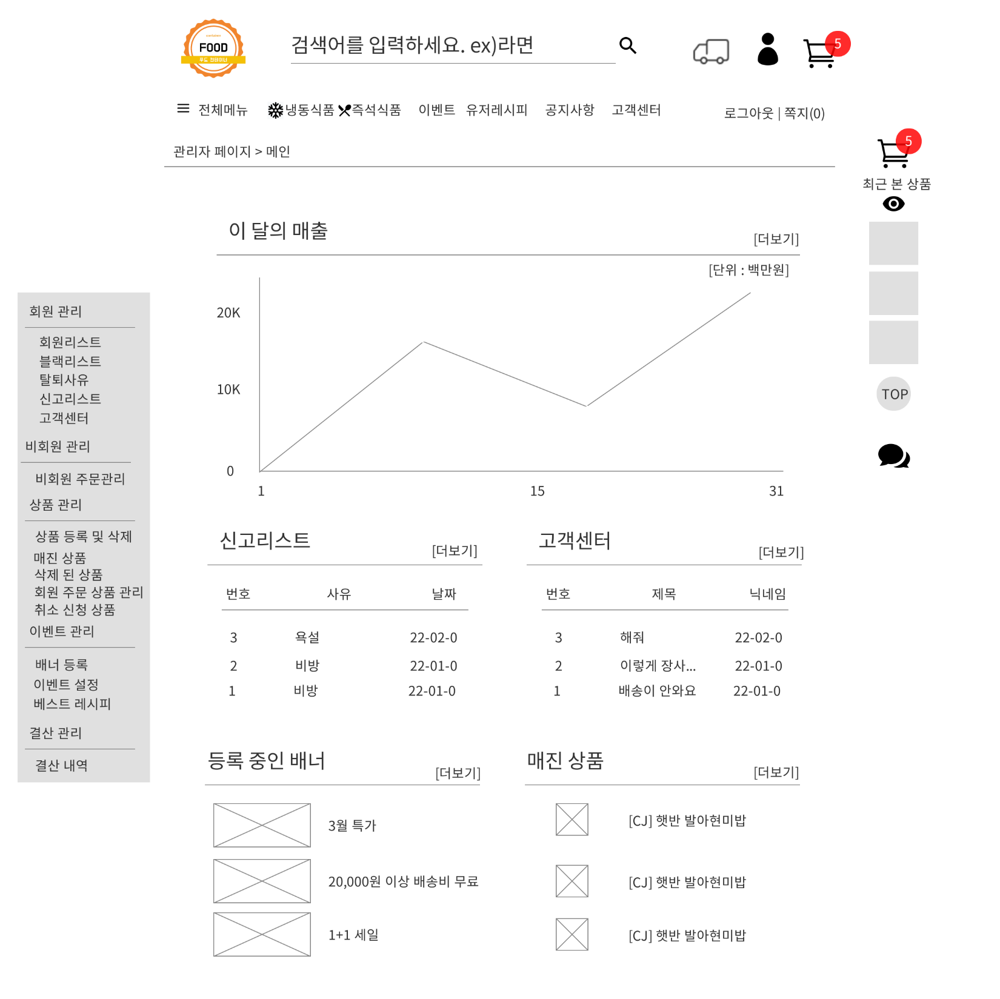 FOOD
푸드 컨테이너
검색어를 입력하세요. ex)라면
5
전체메뉴 냉동식품 즉석식품 이벤트 유저레시피 공지사항 고객센터
로그아웃 | 쪽지(0)
관리자 페이지 > 메인
5
최근 본 상품
TOP
회원 관리
회원리스트
블랙리스트
탈퇴사유
신고리스트
고객센터
비회원 관리
비회원 주문관리
상품 관리
상품 등록 및 삭제
매진 상품
삭제 된 상품
회원 주문 상품 관리
취소 신청 상품
이벤트 관리
배너 등록
이벤트 설정
베스트 레시피
결산 관리
결산 내역
이 달의 매출
[더보기]
[단위 : 백만원]
20K
10K
0
1 15 31
신고리스트
[더보기]
번호 사유 날짜
3 욕설 22-02-0
2 비방 22-01-0
1 비방 22-01-0
고객센터
[더보기]
번호 제목 닉네임
3 해줘 22-02-0
2 이렇게 장사... 22-01-0
1 배송이 안와요 22-01-0
등록 중인 배너
[더보기]
3월 특가
20,000원 이상 배송비 무료
1+1 세일
매진 상품
[더보기]
[CJ] 햇반 발아현미밥
[CJ] 햇반 발아현미밥
[CJ] 햇반 발아현미밥